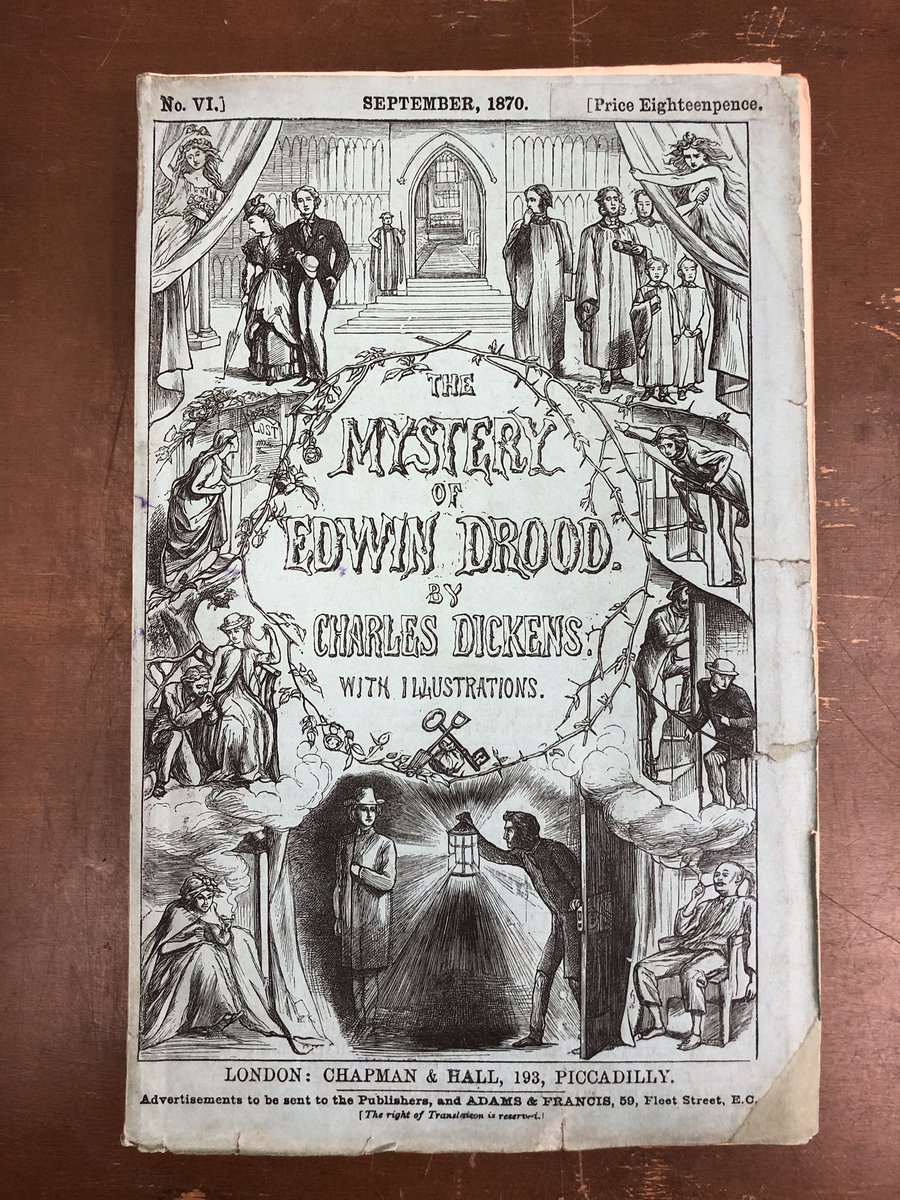 No. VI.]
SEPTEMBER, 1870.
[Price Eighteenpence.
LOST
THE
MYSTERY
OF
EDWIN DROOD.
BY
CHARLES DICKENS.
WITH ILLUSTRATIONS.
LONDON: CHAPMAN & HALL, 193, PICCADILLY.
Advertisements to be sent to the Publishers, and ADAMS & FRANCIS, 59, Fleet Street, E.C.
[The right of Translation is reserved.]